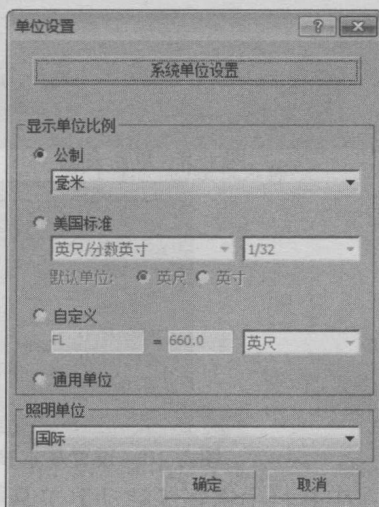 单位设置
系统单位设置
显示单位比例
公制
毫米
美国标准
英尺/分数英寸 1/32
默认单位: 英尺 英寸
自定义
FL = 660.0 英尺
通用单位
照明单位
国际
确定 取消